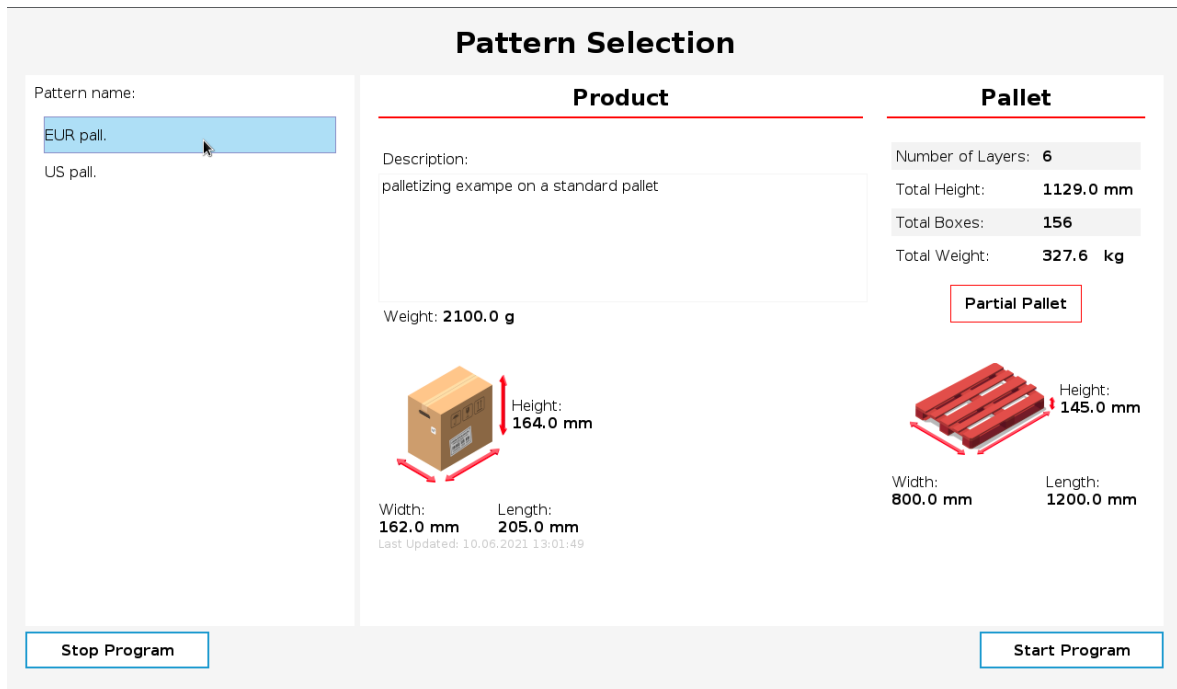 Pattern Selection
Pattern name:
EUR pall.
US pall.
Product
Description:
palletizing exampe on a standard pallet
Weight: 2100.0 g
Height:
164.0 mm
Width:
162.0 mm
Length:
205.0 mm
Last Updated: 10.06.2021 13:01:49
Pallet
Number of Layers: 6
Total Height: 1129.0 mm
Total Boxes: 156
Total Weight: 327.6 kg
Partial Pallet
Height:
145.0 mm
Width:
800.0 mm
Length:
1200.0 mm
Stop Program
Start Program